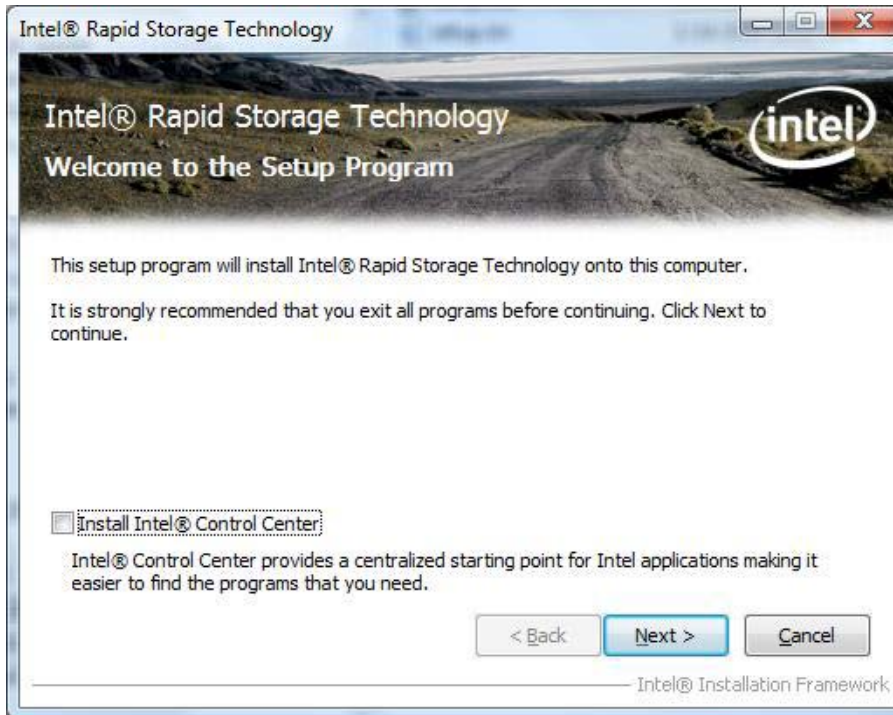 Intel® Rapid Storage Technology
Intel® Rapid Storage Technology
Welcome to the Setup Program
intel
This setup program will install Intel® Rapid Storage Technology onto this computer.
It is strongly recommended that you exit all programs before continuing. Click Next to
continue.
Install Intel® Control Center
Intel® Control Center provides a centralized starting point for Intel applications making it
easier to find the programs that you need.
< Back Next > Cancel
Intel® Installation Framework